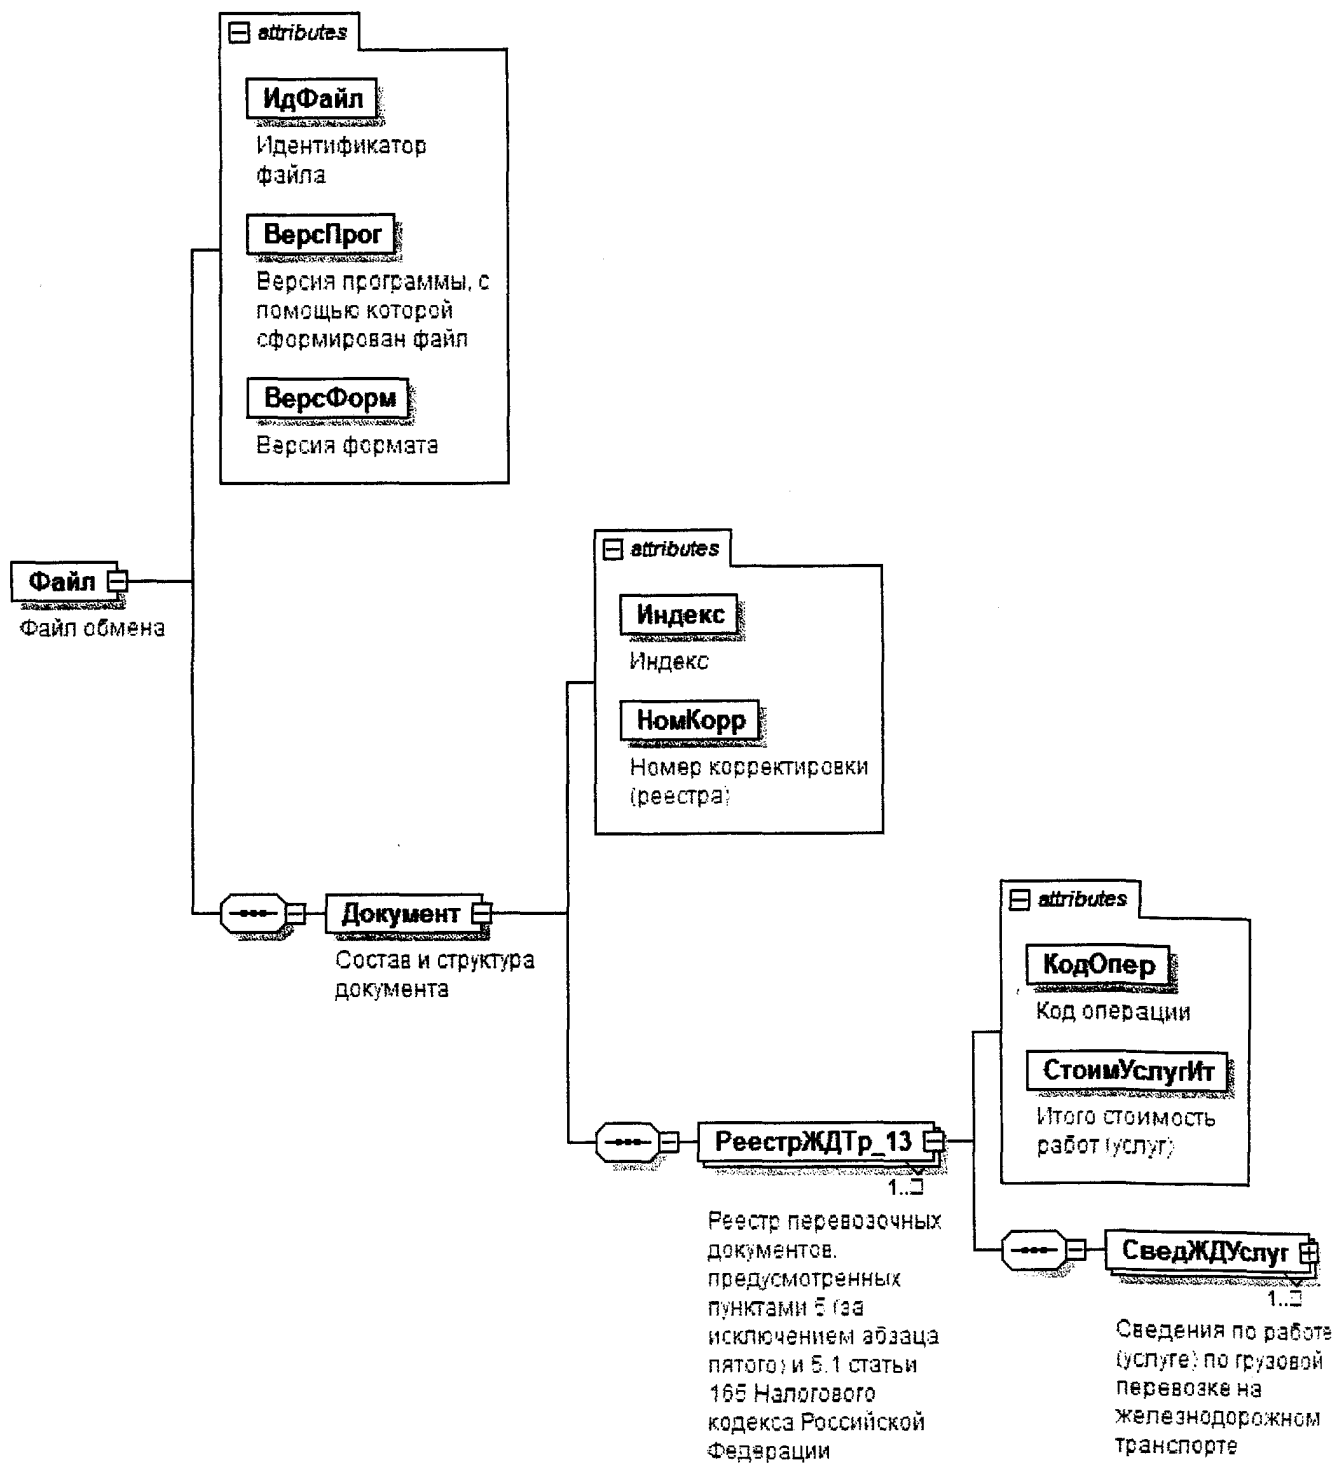 attributes
ИдФайл
Идентификатор
файла
ВерсПрог
Версия программы, с
помощью которой
сформирован файл
ВерсФорм
Версия формата
Файл
Файл обмена
attributes
Индекс
Индекс
НомКорр
Номер корректировки
(реестра)
Документ
Состав и структура
документа
attributes
КодОпер
Код операции
СтоимУслугИт
Итого стоимость
работ (услуг)
РеестрЖДТр_13
1..
Реестр перевозочных
документов,
предусмотренных
пунктами 5 (за
исключением абзаца
пятого) и 5.1 статьи
165 Налогового
кодекса Российской
Федерации
СведЖДУслуг
1..
Сведения по работе
(услуге) по грузовой
перевозке на
железнодорожном
транспорте